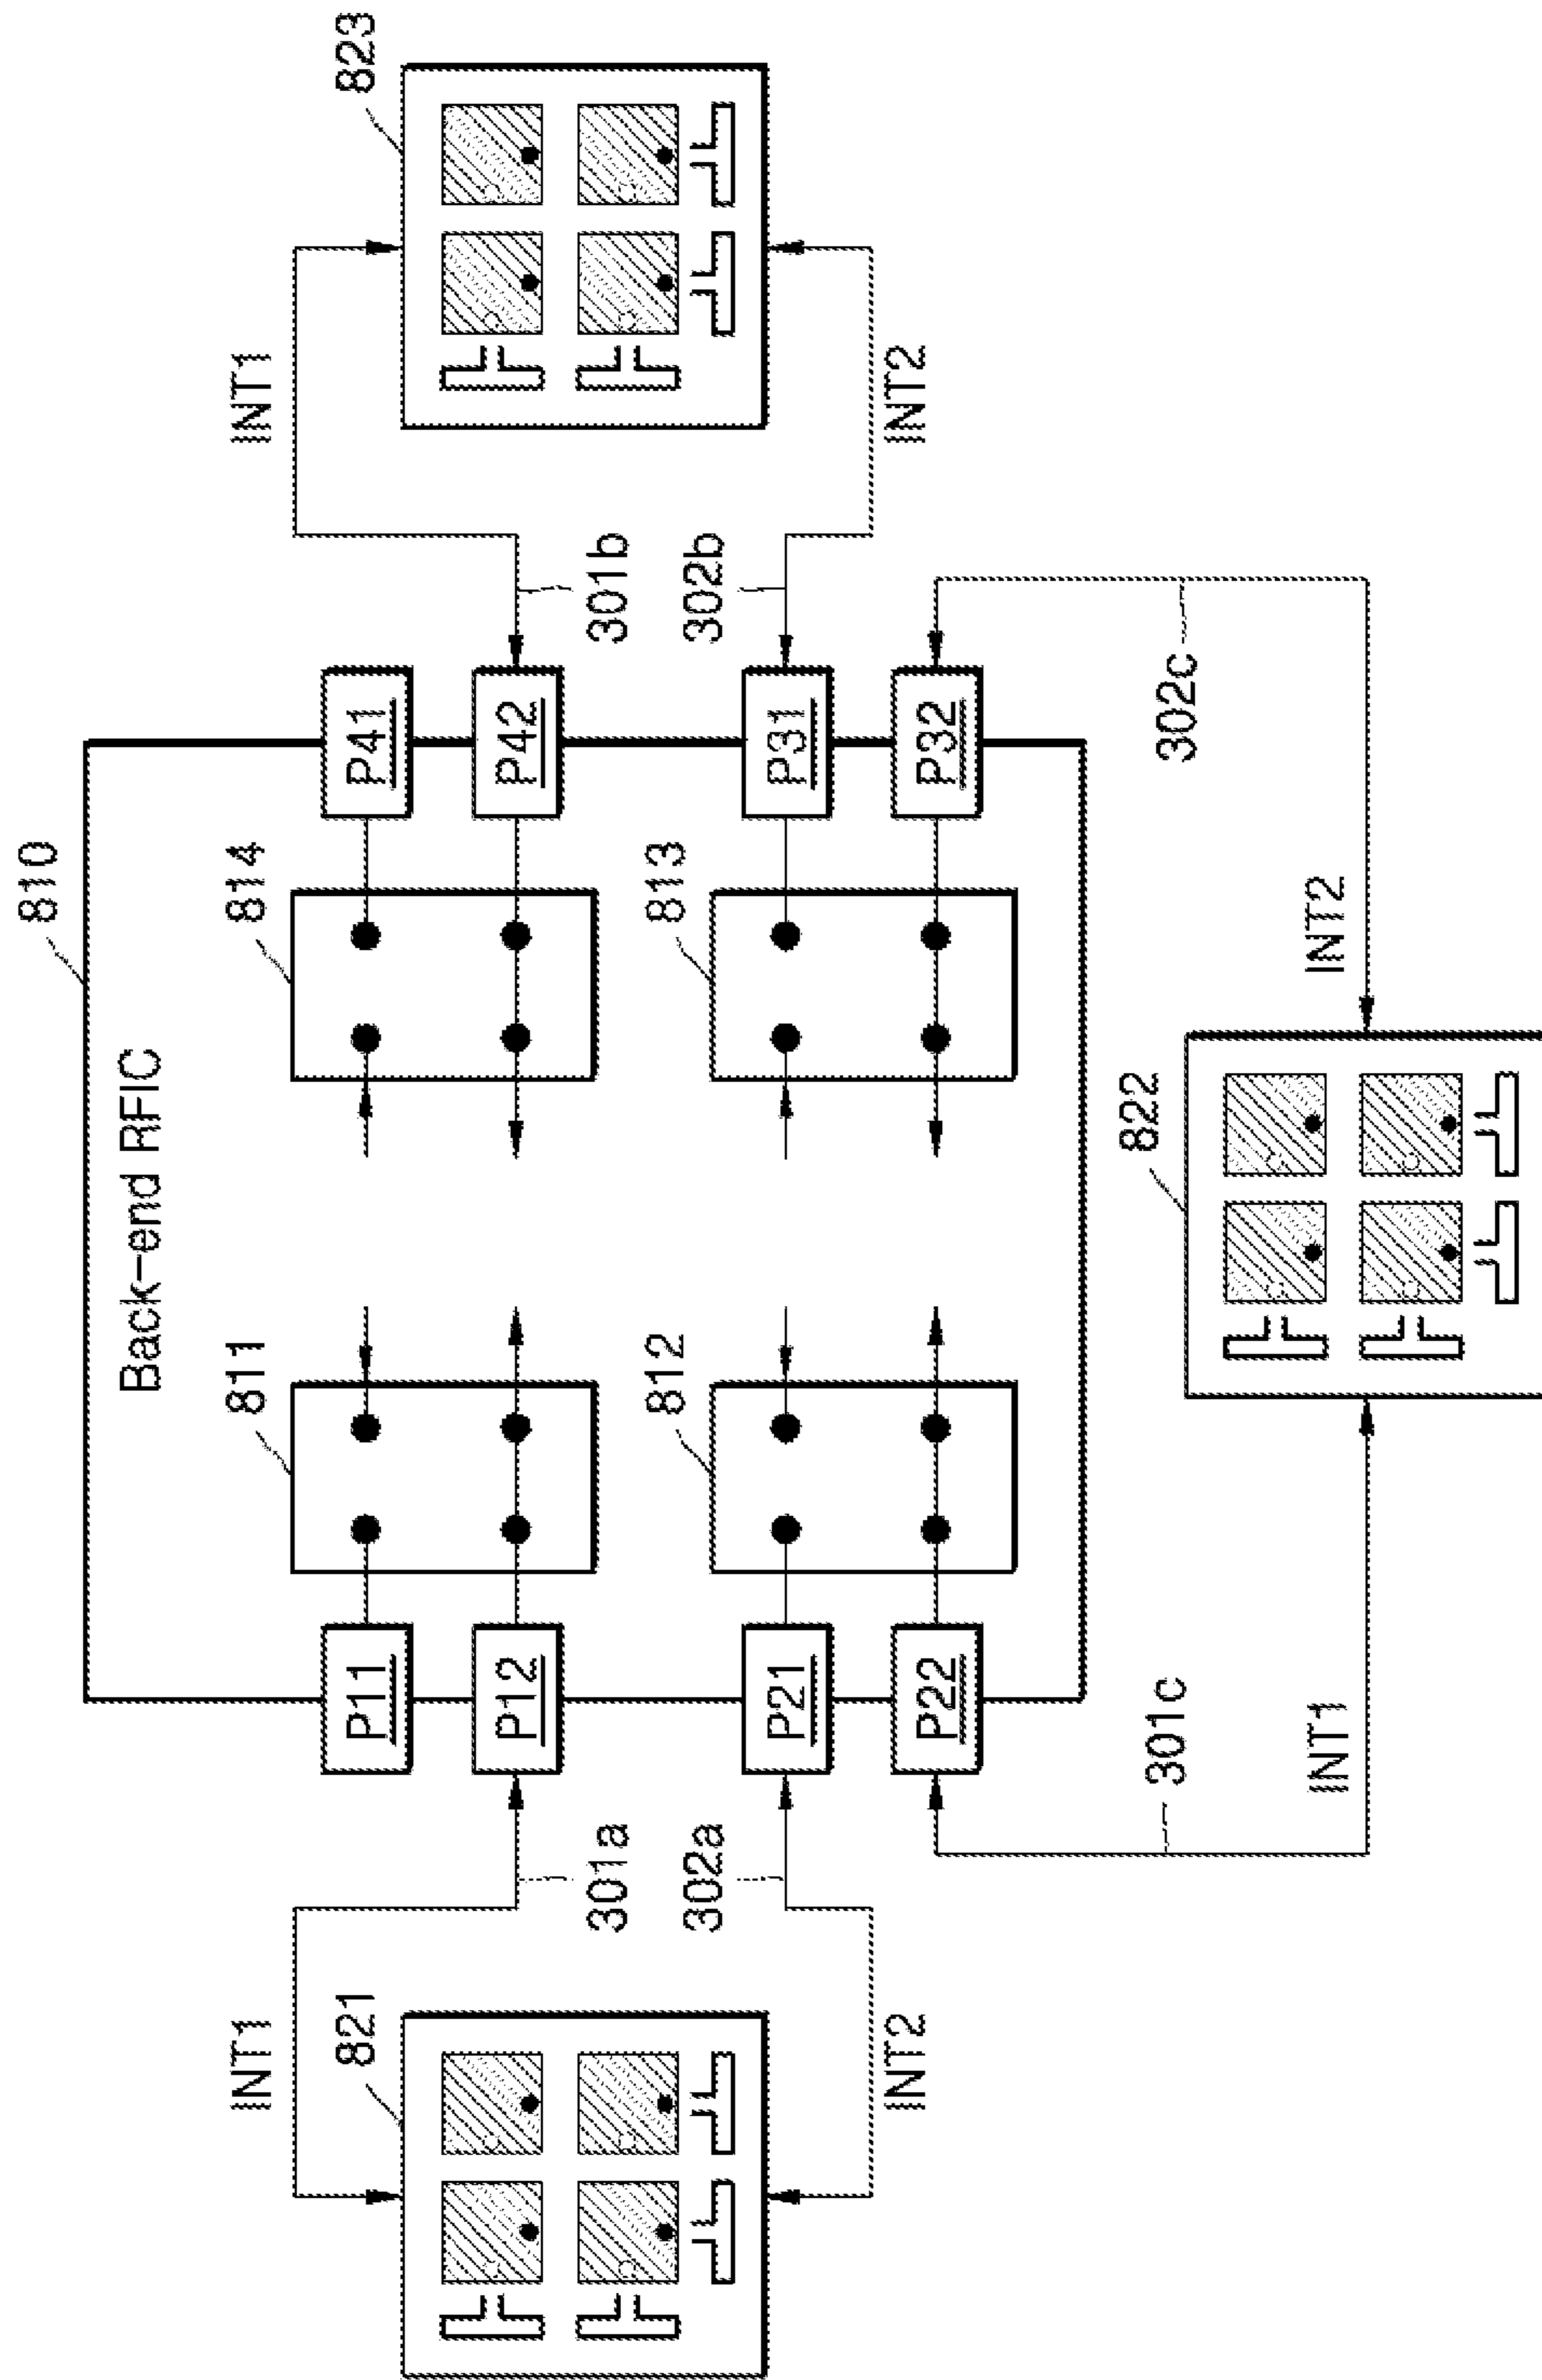 810
Back-end RFIC
INT1 811 814 INT1
821 P11 P41 823
P12 P42
301a 301b
812 813
302a 302b
P21 P31
INT2 INT2
P22 P32
822
301c 302c
INT1 INT2